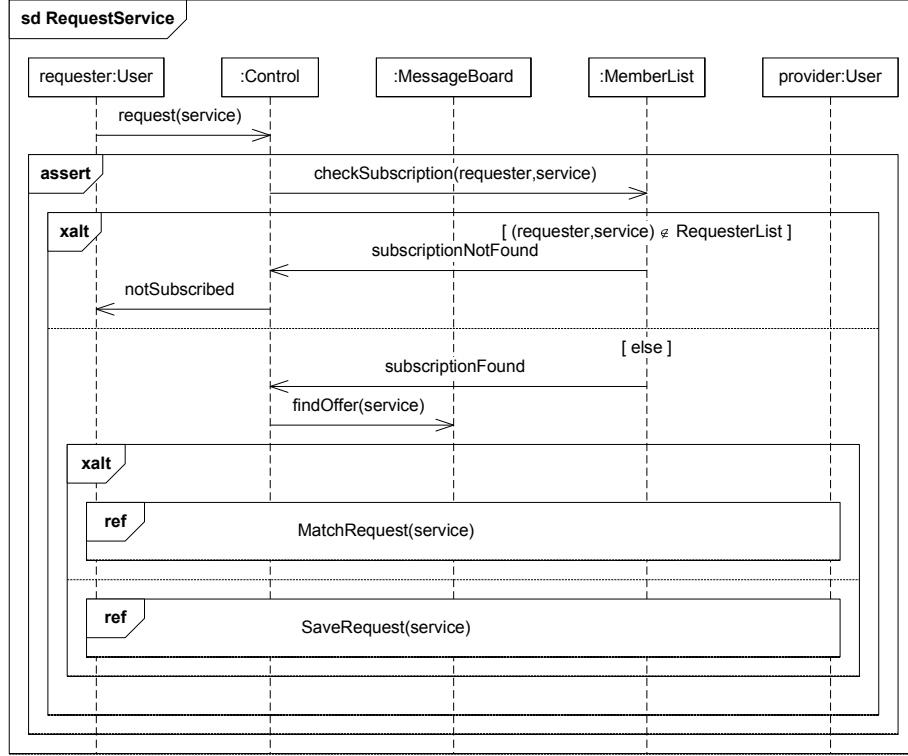 sd RequestService
requester:User :Control :MessageBoard :MemberList provider:User
request(service)
assert
checkSubscription(requester,service)
xalt
[ (requester,service) ∉ RequesterList ]
subscriptionNotFound
notSubscribed
[ else ]
subscriptionFound
findOffer(service)
xalt
ref
MatchRequest(service)
ref
SaveRequest(service)